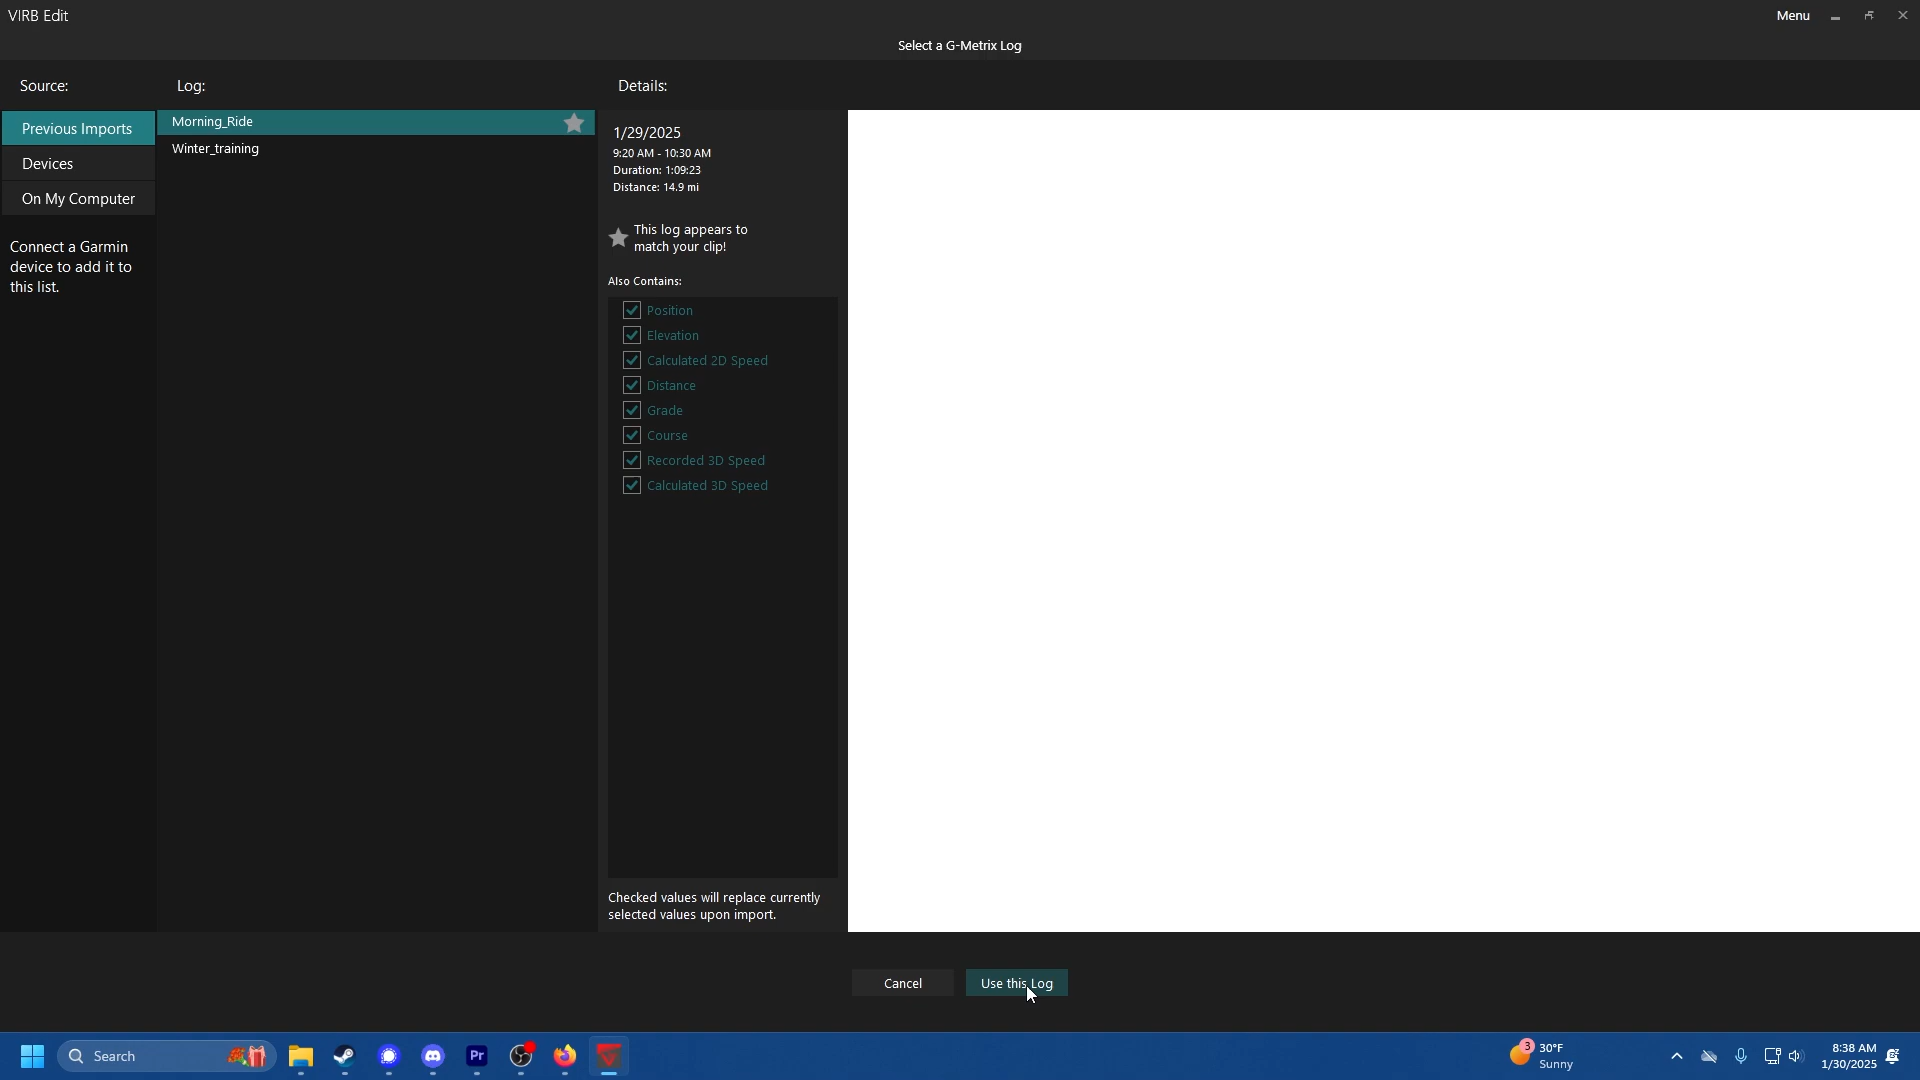 VIRB Edit
Menu
Select a G-Metrix Log
Source:
Log:
Details:
Previous Imports
Devices
On My Computer
Connect a Garmin
device to add it to
this list.
Morning_Ride
Winter_training
1/29/2025
9:20 AM - 10:30 AM
Duration: 1:09:23
Distance: 14.9 mi
This log appears to
match your clip!
Also Contains:
Position
Elevation
Calculated 2D Speed
Distance
Grade
Course
Recorded 3D Speed
Calculated 3D Speed
Checked values will replace currently
selected values upon import.
Cancel
Use this Log
Search
Pr
3
30°F
Sunny
8:38 AM
1/30/2025